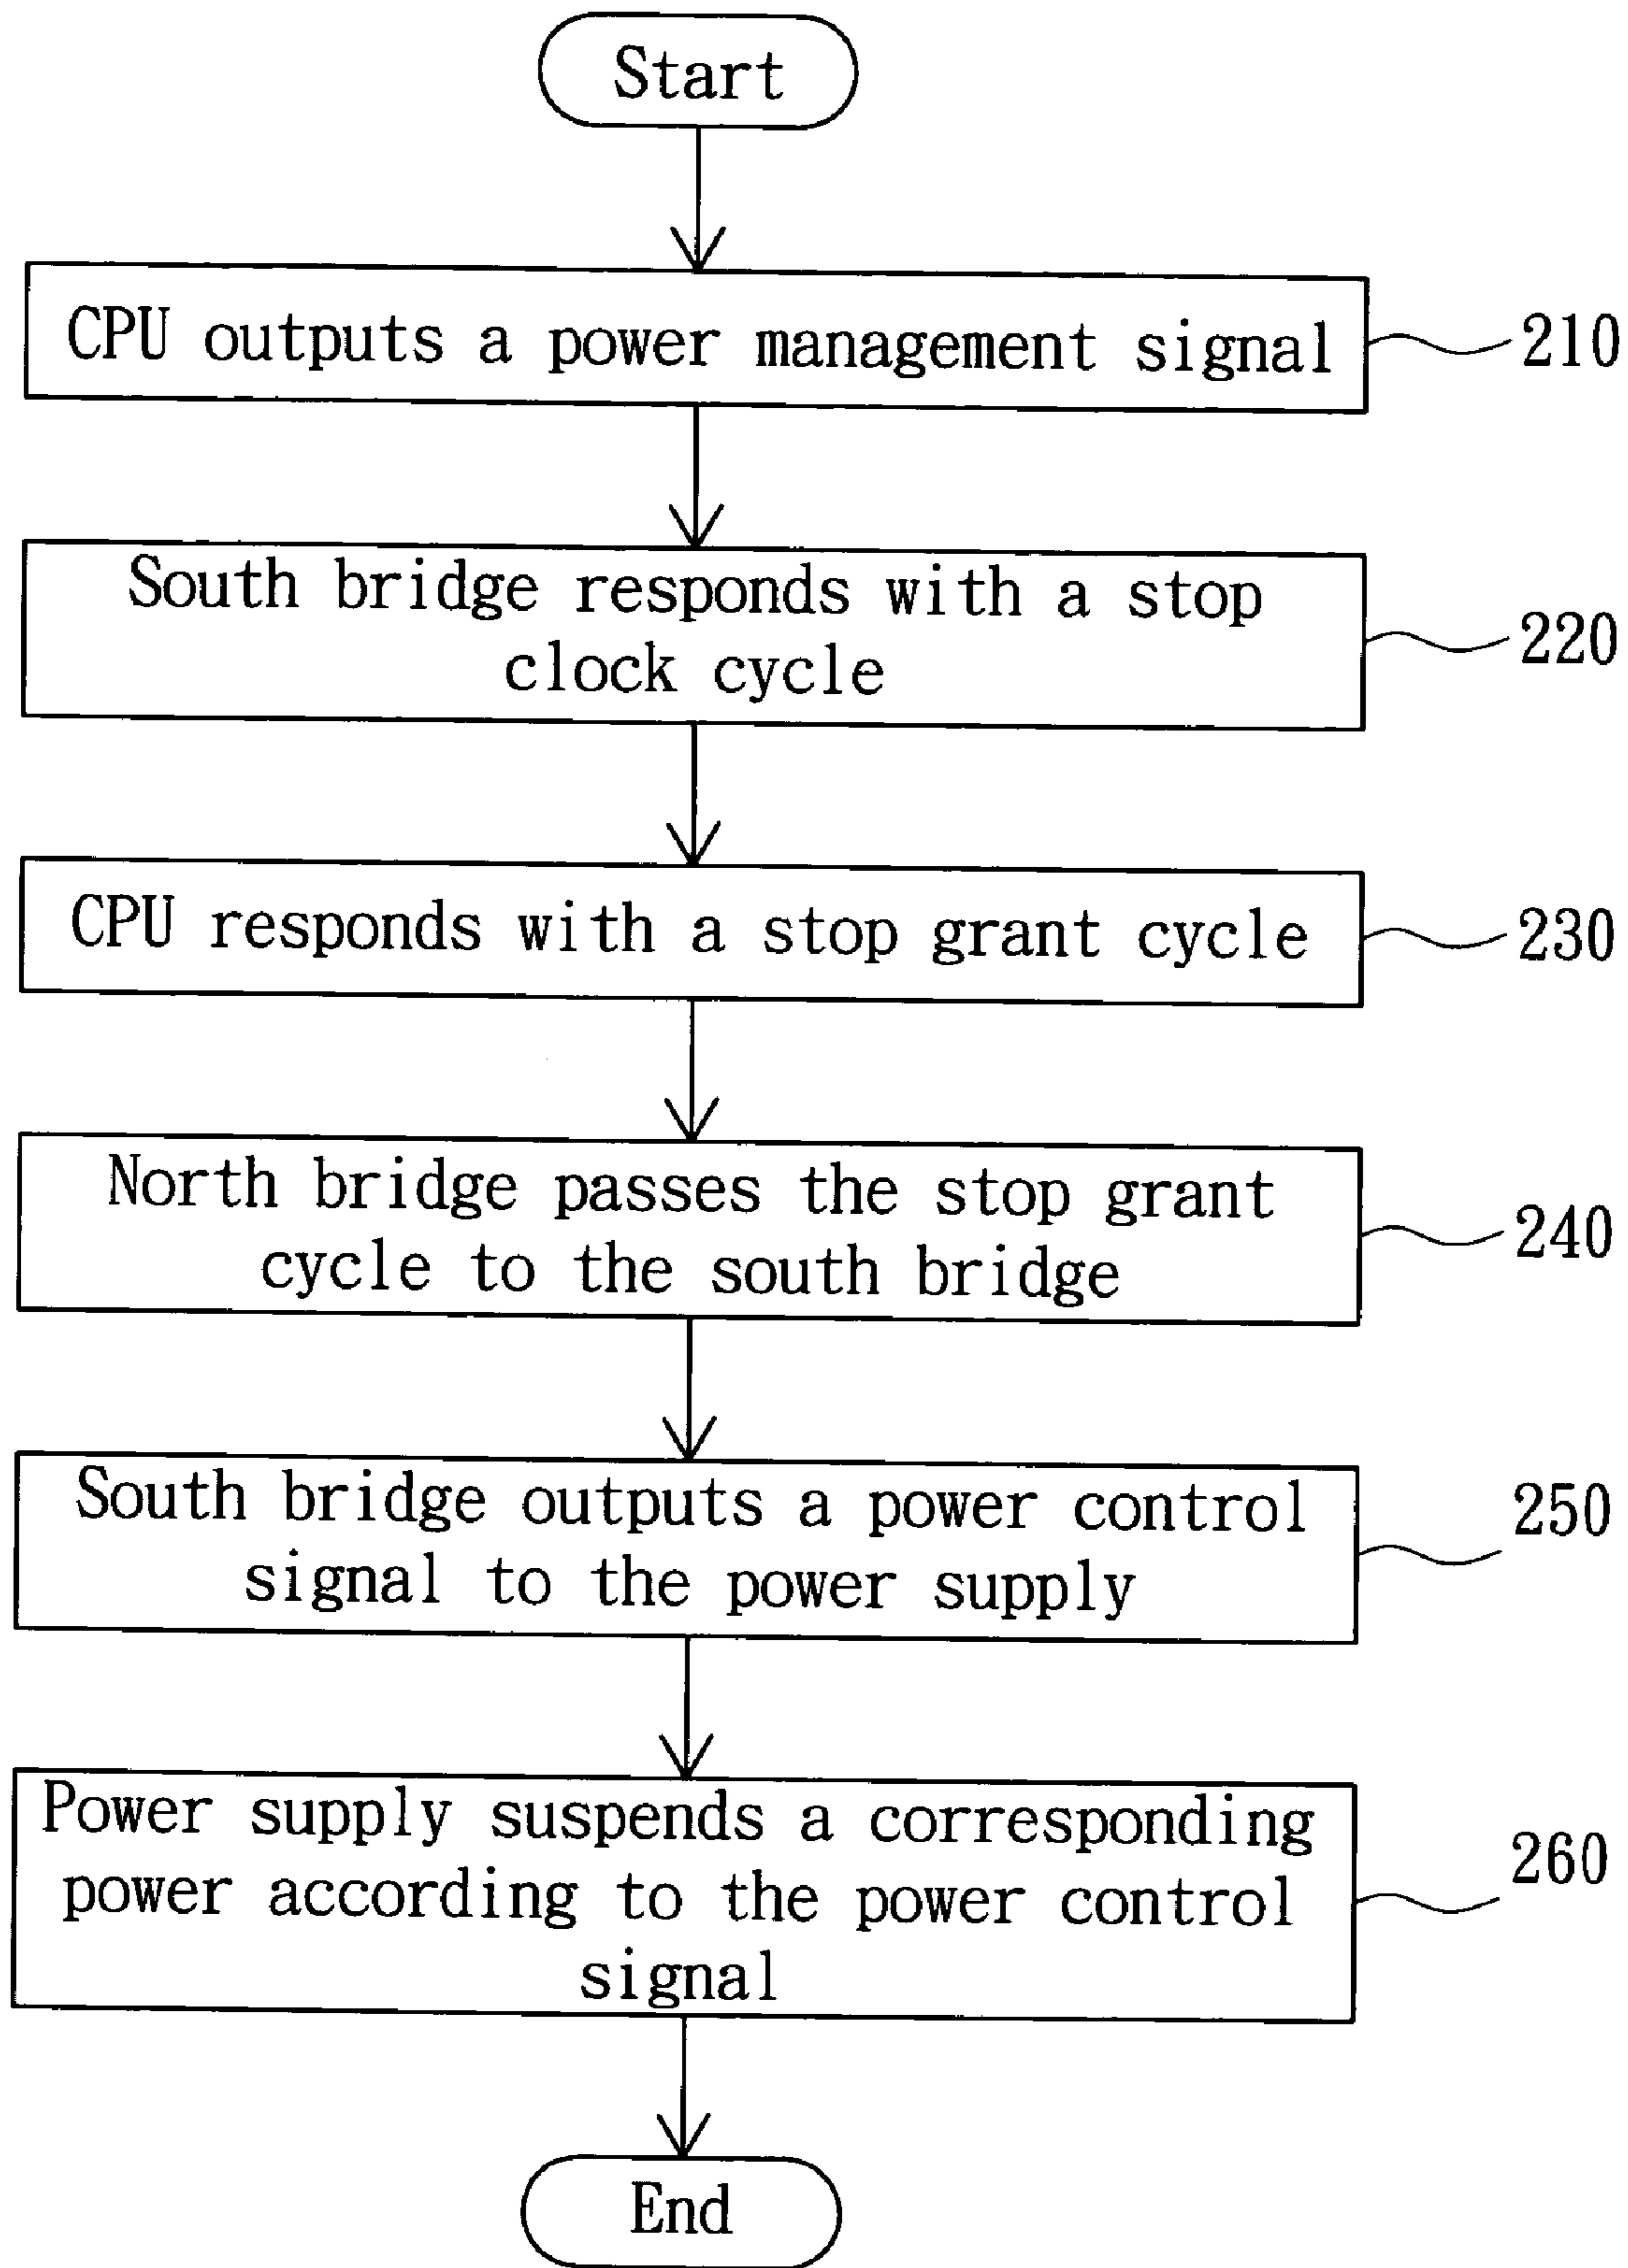 Start
CPU outputs a power management signal
210
South bridge responds with a stop
clock cycle
220
CPU responds with a stop grant cycle
230
North bridge passes the stop grant
cycle to the south bridge
240
South bridge outputs a power control
signal to the power supply
250
Power supply suspends a corresponding
power according to the power control
signal
260
End